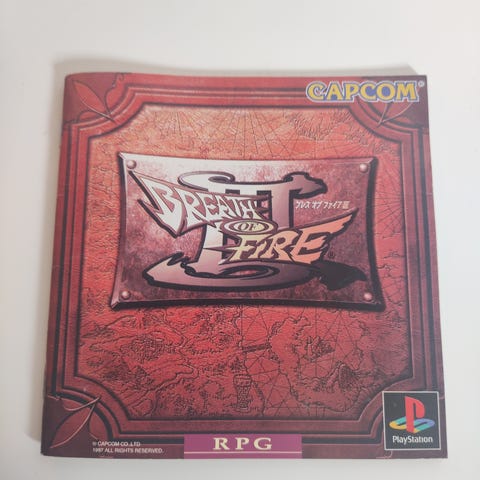 CAPCOM
BREATH
OF
FIRE
III
ブレス オブ ファイアIII
®
PlayStation
© CAPCOM CO.,LTD
1997 ALL RIGHTS RESERVED.
RPG